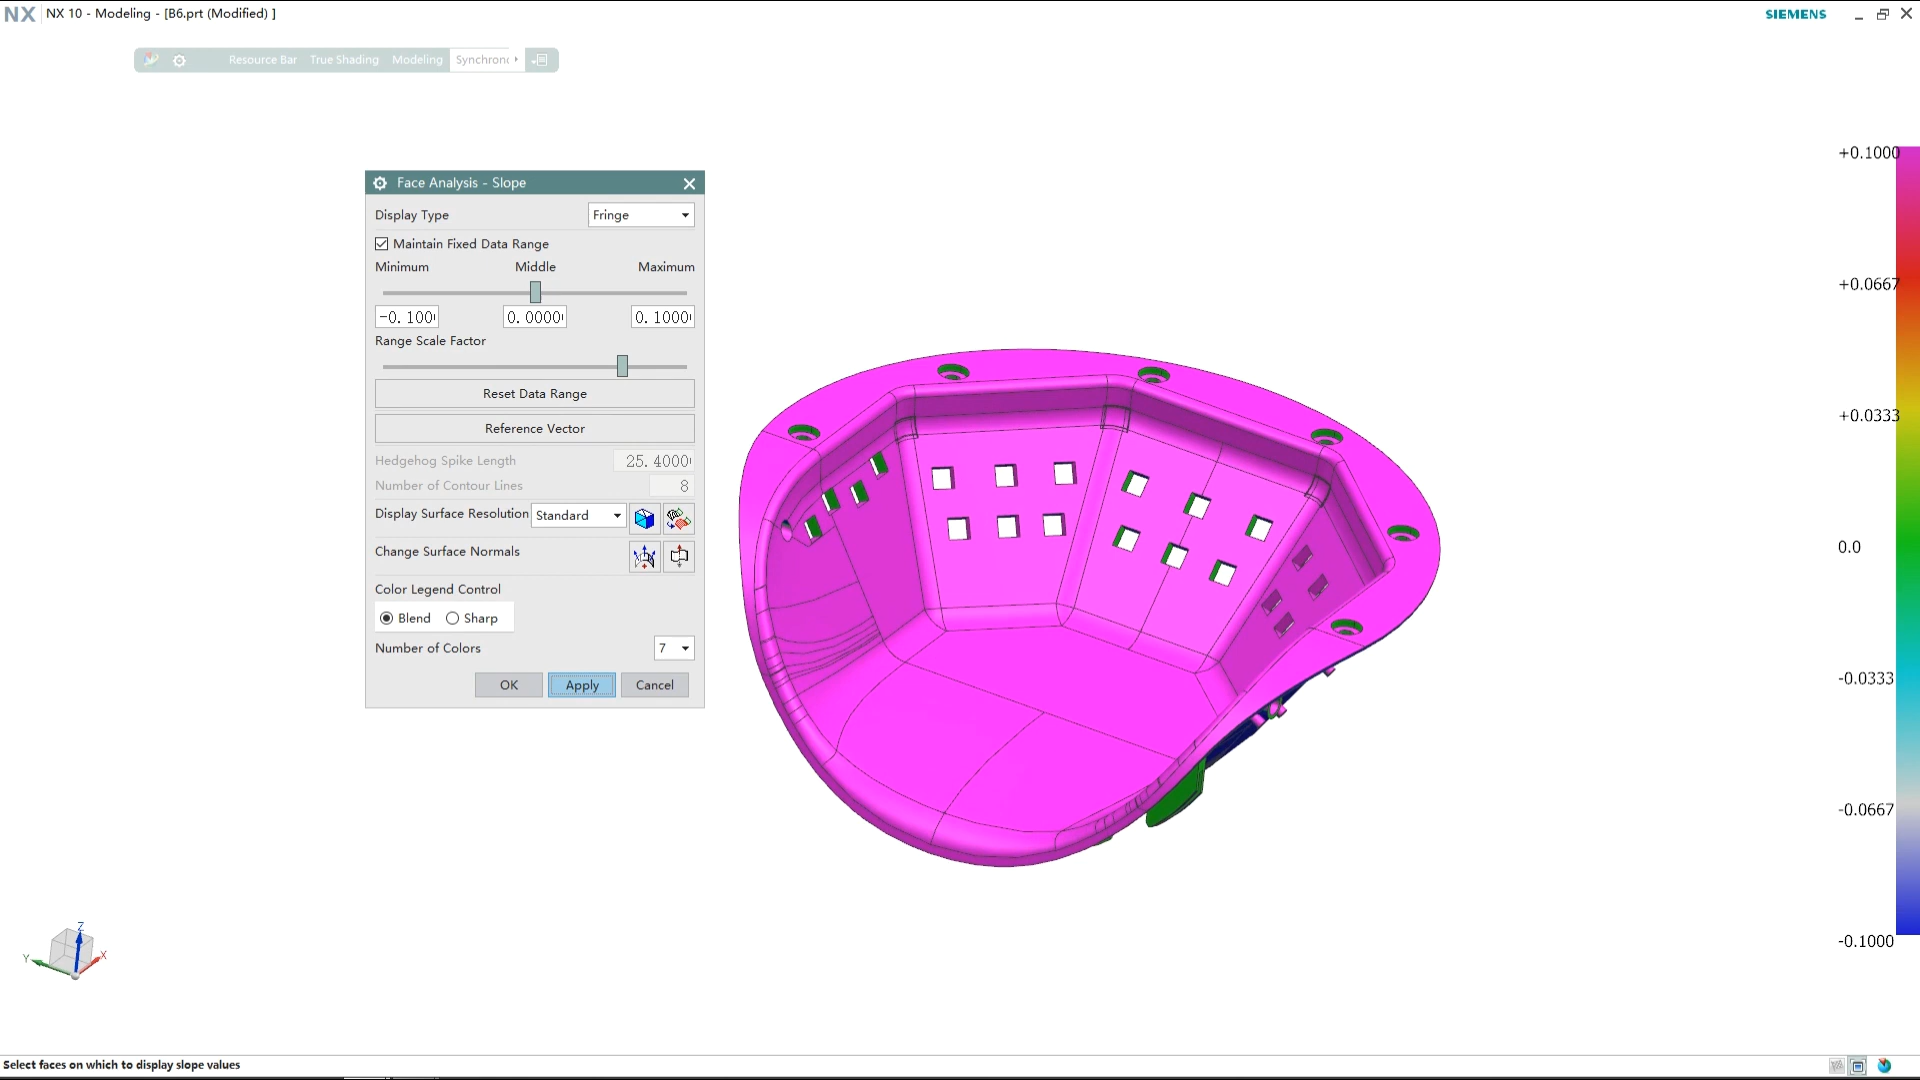 NX NX 10 - Modeling - [B6.prt (Modified) ] SIEMENS
Resource Bar True Shading Modeling
Face Analysis - Slope
Display Type Fringe
Maintain Fixed Data Range
Minimum Middle Maximum
-0.100 0.0000 0.1000
Range Scale Factor
Reset Data Range
Reference Vector
Hedgehog Spike Length 25.4000
Number of Contour Lines 8
Display Surface Resolution Standard
Change Surface Normals
Color Legend Control
Blend Sharp
Number of Colors 7
OK Apply Cancel
+0.1000
+0.0667
+0.0333
0.0
-0.0333
-0.0667
-0.1000
Z
Y X
Select faces on which to display slope values